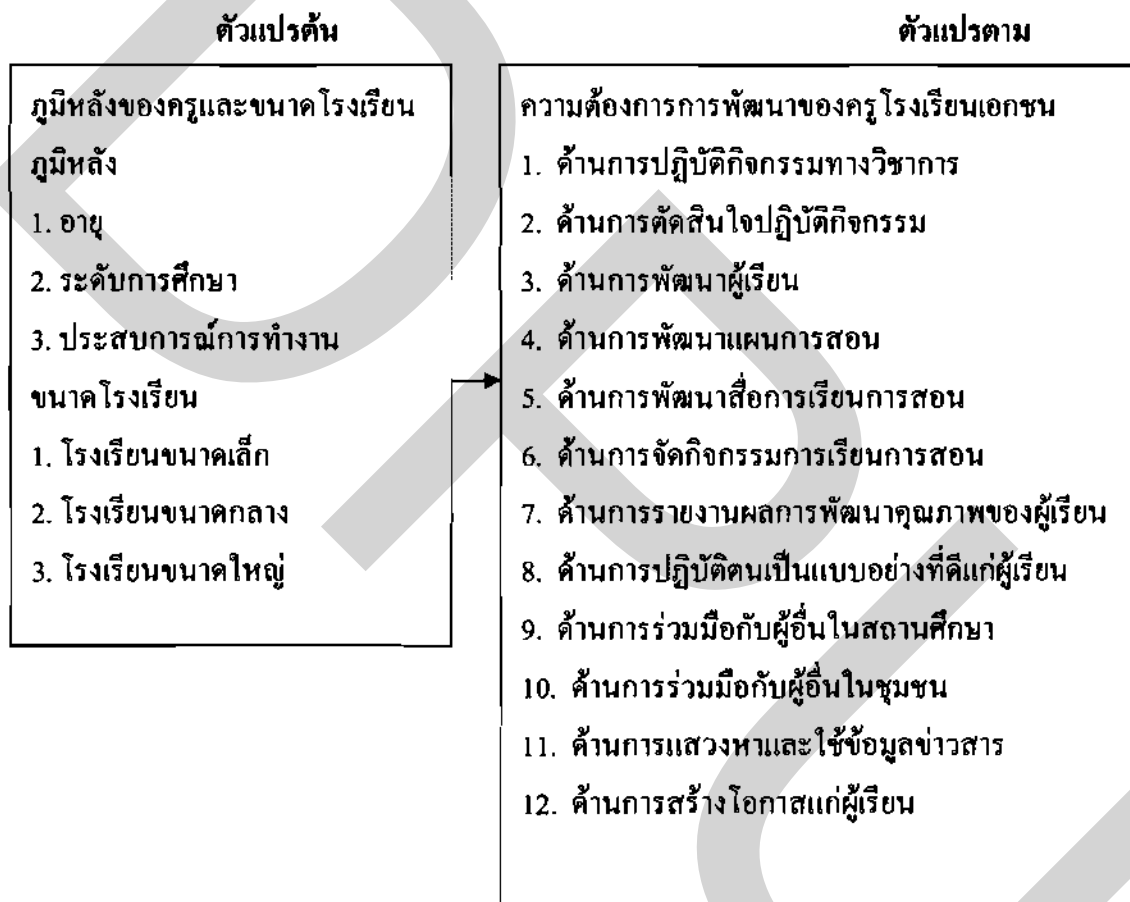 ตัวแปรต้น
ภูมิหลังของครูและขนาดโรงเรียน
ภูมิหลัง
1. อายุ
2. ระดับการศึกษา
3. ประสบการณ์การทำงาน
ขนาดโรงเรียน
1. โรงเรียนขนาดเล็ก
2. โรงเรียนขนาดกลาง
3. โรงเรียนขนาดใหญ่
ตัวแปรตาม
ความต้องการการพัฒนาของครูโรงเรียนเอกชน
1. ด้านการปฏิบัติกิจกรรมทางวิชาการ
2. ด้านการตัดสินใจปฏิบัติกิจกรรม
3. ด้านการพัฒนาผู้เรียน
4. ด้านการพัฒนาแผนการสอน
5. ด้านการพัฒนาสื่อการเรียนการสอน
6. ด้านการจัดกิจกรรมการเรียนการสอน
7. ด้านการรายงานผลการพัฒนาคุณภาพของผู้เรียน
8. ด้านการปฏิบัติตนเป็นแบบอย่างที่ดีแก่ผู้เรียน
9. ด้านการร่วมมือกับผู้อื่นในสถานศึกษา
10. ด้านการร่วมมือกับผู้อื่นในชุมชน
11. ด้านการแสวงหาและใช้ข้อมูลข่าวสาร
12. ด้านการสร้างโอกาสแก่ผู้เรียน